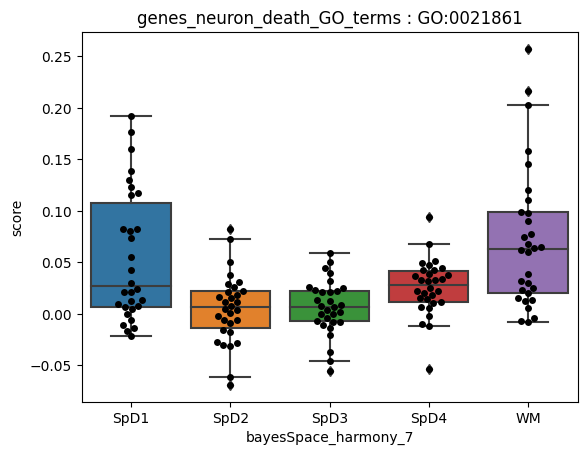 genes_neuron_death_GO_terms : GO:0021861
score
0.25
0.20
0.15
0.10
0.05
0.00
−0.05
SpD1 SpD2 SpD3 SpD4 WM
bayesSpace_harmony_7